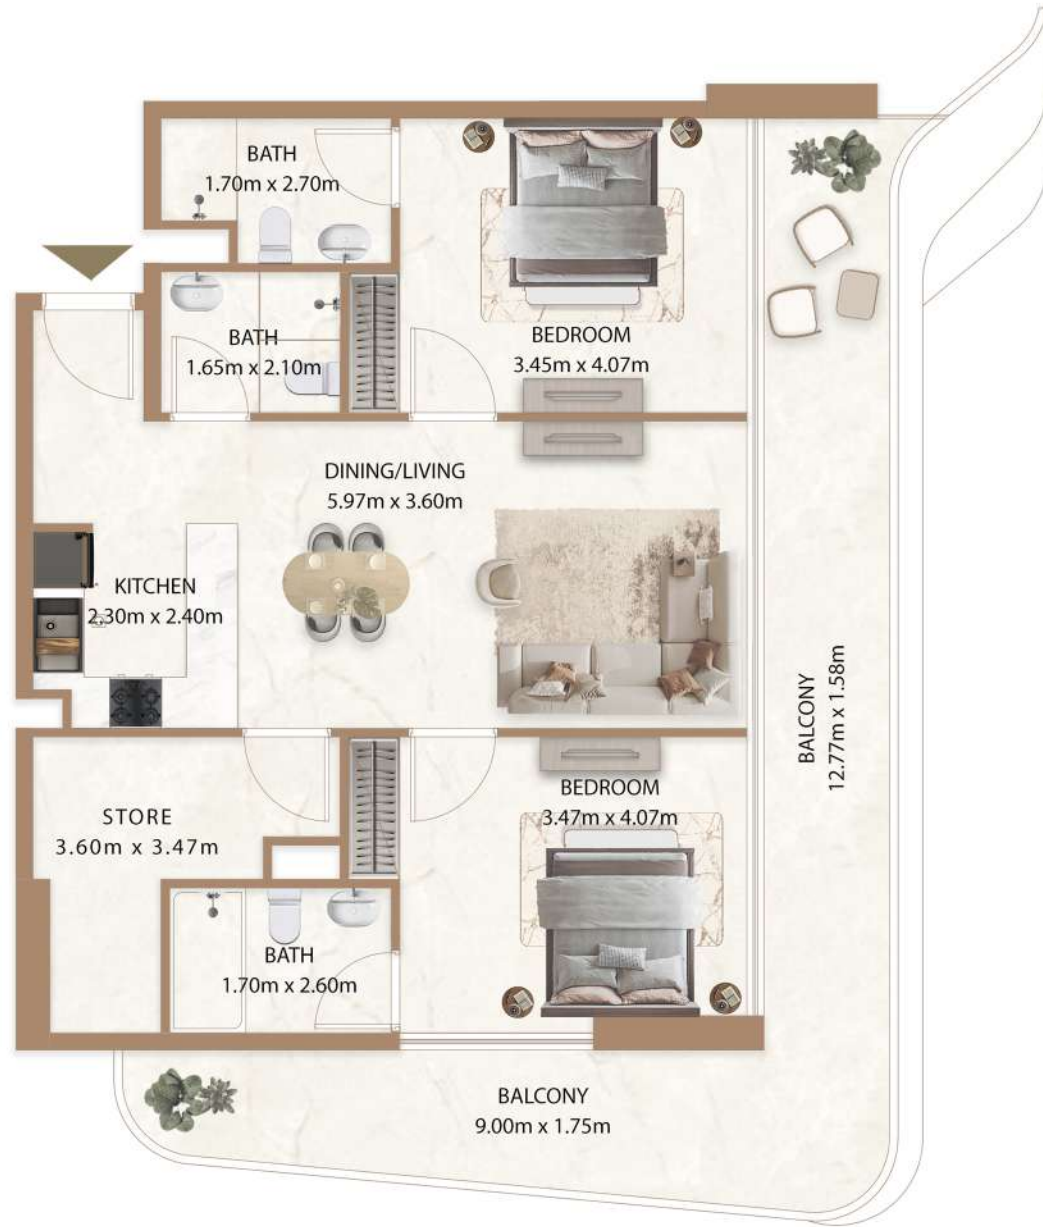 BATH
1.70m x 2.70m
BEDROOM
3.45m x 4.07m
BATH
1.65m x 2.10m
DINING/LIVING
5.97m x 3.60m
KITCHEN
2.30m x 2.40m
BALCONY
12.77m x 1.58m
STORE
3.60m x 3.47m
BEDROOM
3.47m x 4.07m
BATH
1.70m x 2.60m
BALCONY
9.00m x 1.75m